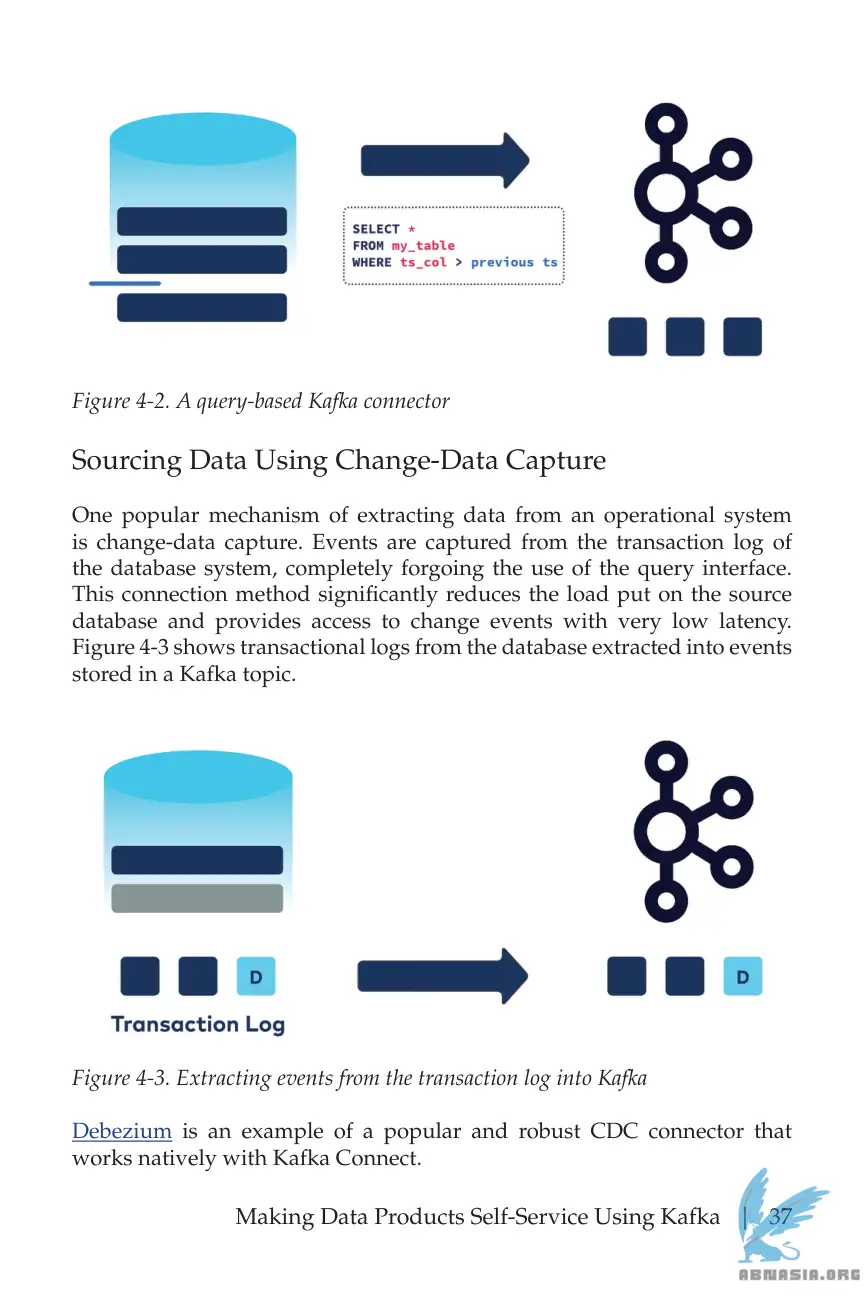 SELECT *
FROM my_table
WHERE ts_col > previous ts
Figure 4-2. A query-based Kafka connector
Sourcing Data Using Change-Data Capture
One popular mechanism of extracting data from an operational system
is change-data capture. Events are captured from the transaction log of
the database system, completely forgoing the use of the query interface.
This connection method significantly reduces the load put on the source
database and provides access to change events with very low latency.
Figure 4-3 shows transactional logs from the database extracted into events
stored in a Kafka topic.
D
D
Transaction Log
Figure 4-3. Extracting events from the transaction log into Kafka
Debezium is an example of a popular and robust CDC connector that
works natively with Kafka Connect.
Making Data Products Self-Service Using Kafka | 37
ABNASIA.ORG